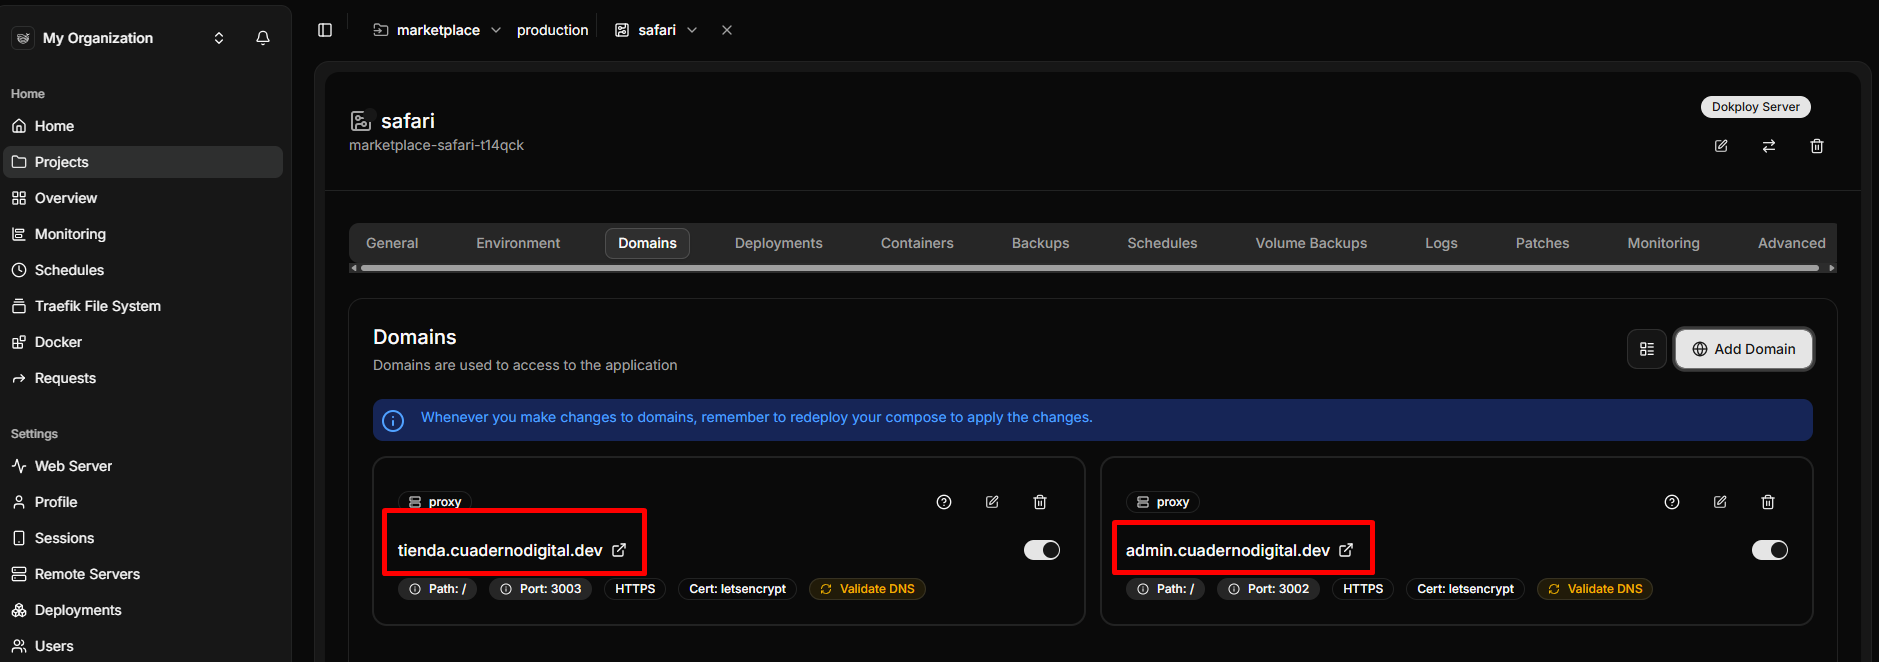 My Organization
Home
Home
Projects
Overview
Monitoring
Schedules
Traefik File System
Docker
Requests
Settings
Web Server
Profile
Sessions
Remote Servers
Deployments
Users
marketplace production safari
safari
marketplace-safari-t14qck
Dokploy Server
General Environment Domains Deployments Containers Backups Schedules Volume Backups Logs Patches Monitoring Advanced
Domains
Domains are used to access to the application
Add Domain
Whenever you make changes to domains, remember to redeploy your compose to apply the changes.
proxy
tienda.cuadernodigital.dev
Path: / Port: 3003 HTTPS Cert: letsencrypt Validate DNS
proxy
admin.cuadernodigital.dev
Path: / Port: 3002 HTTPS Cert: letsencrypt Validate DNS